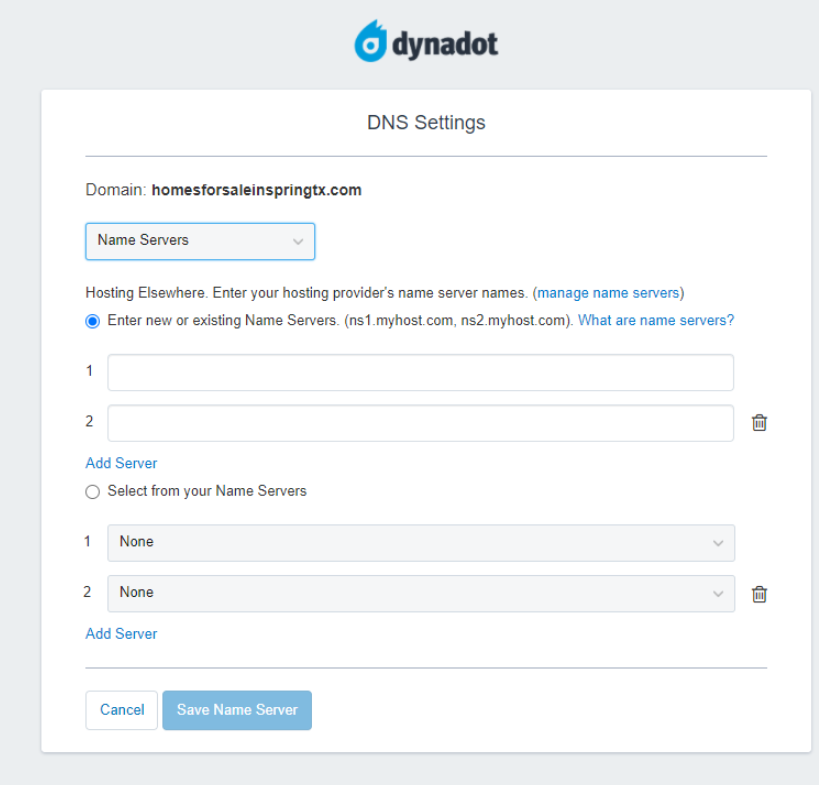 dynadot
DNS Settings
Domain: homesforsaleinspringtx.com
Name Servers
Hosting Elsewhere. Enter your hosting provider's name server names. (manage name servers)
Enter new or existing Name Servers. (ns1.myhost.com, ns2.myhost.com). What are name servers?
1
2
Add Server
Select from your Name Servers
1 None
2 None
Add Server
Cancel Save Name Server